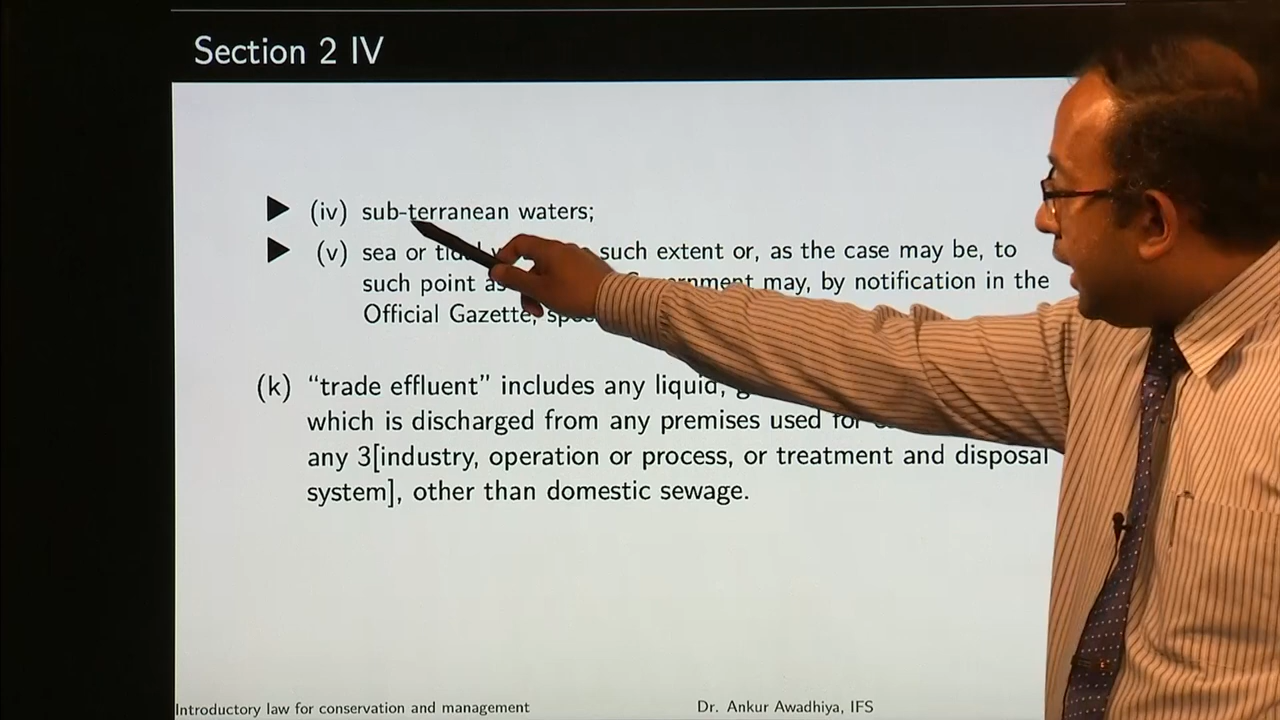 Section 2 IV
(iv) sub-terranean waters;
(v) sea or such extent or, as the case may be, to
such point as may, by notification in the
Official Gazette,
(k) “trade effluent” includes any liquid,
which is discharged from any premises used for
any 3[industry, operation or process, or treatment and disposal
system], other than domestic sewage.
Introductory law for conservation and management Dr. Ankur Awadhiya, IFS